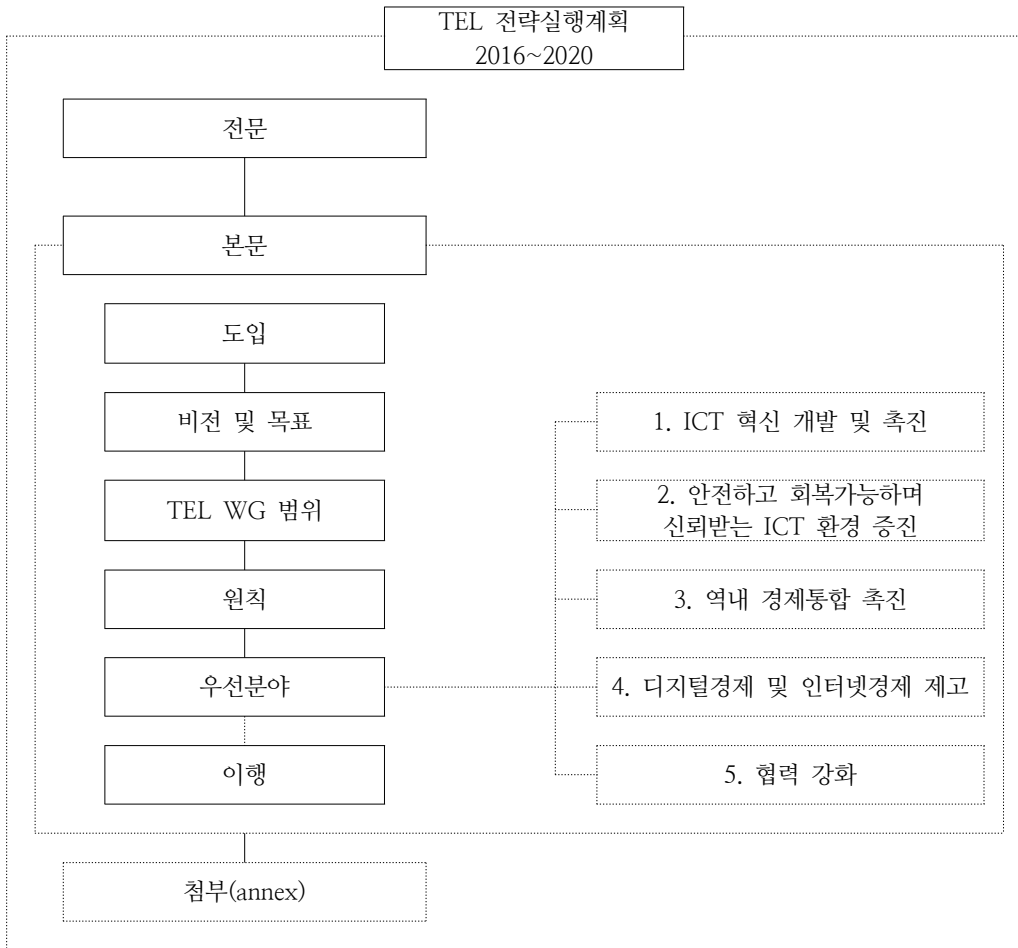 TEL 전략실행계획
2016~2020
전문
본문
도입
비전 및 목표
TEL WG 범위
원칙
우선분야
이행
1. ICT 혁신 개발 및 촉진
2. 안전하고 회복가능하며
신뢰받는 ICT 환경 증진
3. 역내 경제통합 촉진
4. 디지털경제 및 인터넷경제 제고
5. 협력 강화
첨부(annex)